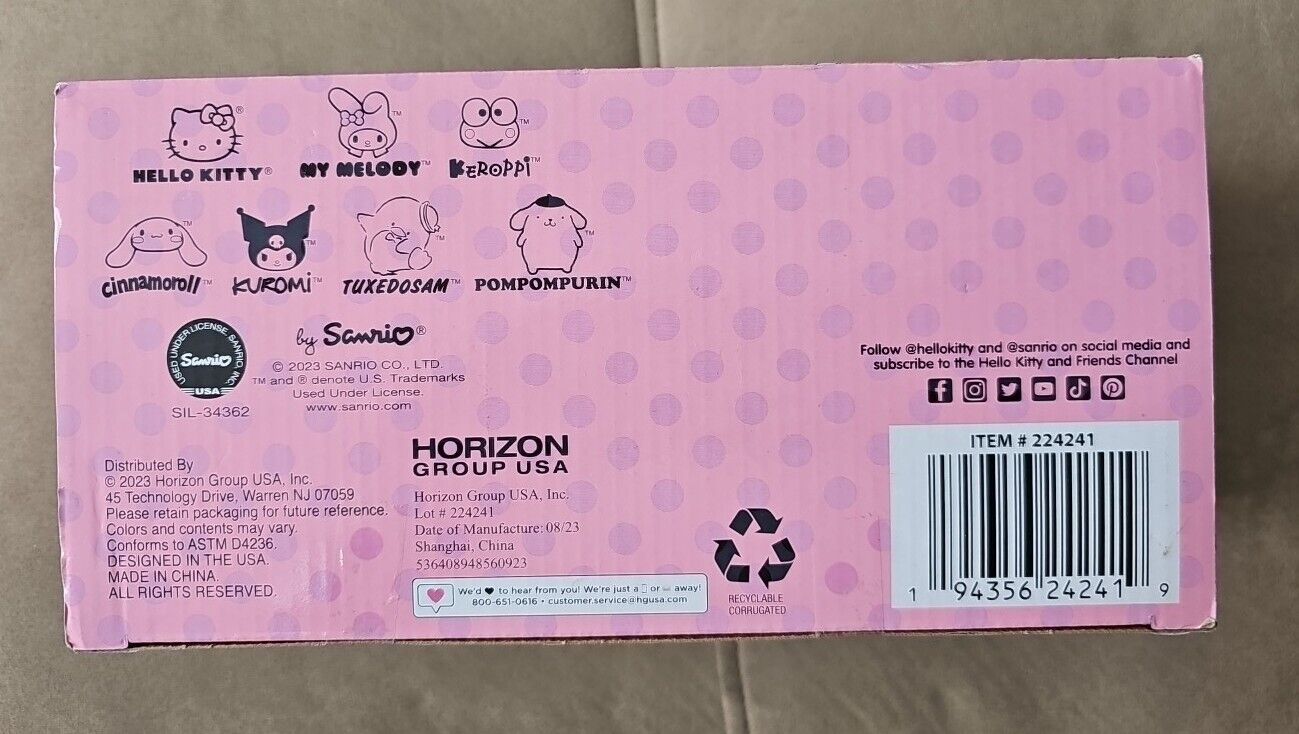 HELLO KITTY®
MY MELODY™
KEROPPI™
cinnamoroll™
KUROMI™
TUXEDOSAM™
POMPOMPURIN™
USED UNDER LICENSE, SANRIO, INC.
Sanrio
USA
SIL-34362
by Sanrio®
© 2023 SANRIO CO., LTD.
TM and ® denote U.S. Trademarks
Used Under License.
www.sanrio.com
Follow @hellokitty and @sanrio on social media and
subscribe to the Hello Kitty and Friends Channel
Distributed By
© 2023 Horizon Group USA, Inc.
45 Technology Drive, Warren NJ 07059
Please retain packaging for future reference.
Colors and contents may vary.
Conforms to ASTM D4236.
DESIGNED IN THE USA.
MADE IN CHINA.
ALL RIGHTS RESERVED.
HORIZON
GROUP USA
Horizon Group USA, Inc.
Lot # 224241
Date of Manufacture: 08/23
Shanghai, China
536408948560923
We'd ♥ to hear from you! We're just a or away!
800-651-0616 • customer.service@hgusa.com
RECYCLABLE
CORRUGATED
ITEM # 224241
1 94356 24241 9